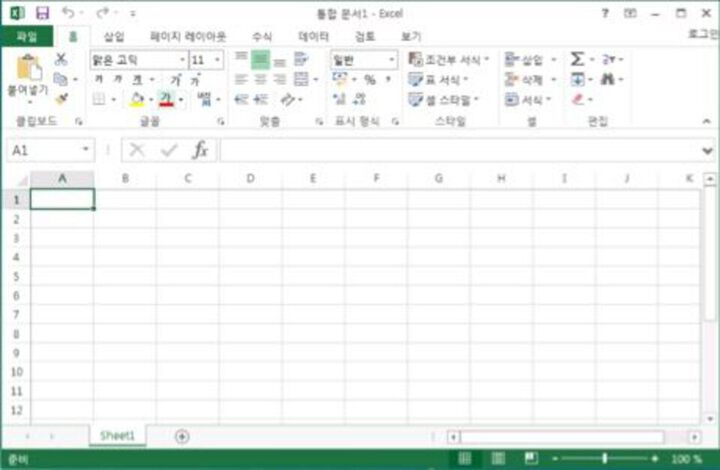 통합 문서1 - Excel
파일 홈 삽입 페이지 레이아웃 수식 데이터 검토 보기 로그인
붙여넣기
맑은 고딕 11
가 가 가 가 가
가
클립보드 글꼴 맞춤
일반
%
표시 형식
조건부 서식
표 서식
셀 스타일
스타일
삽입
삭제
서식
셀
편집
A1 fx
A B C D E F G H I J K
1
2
3
4
5
6
7
8
9
10
11
12
Sheet1
준비 100 %